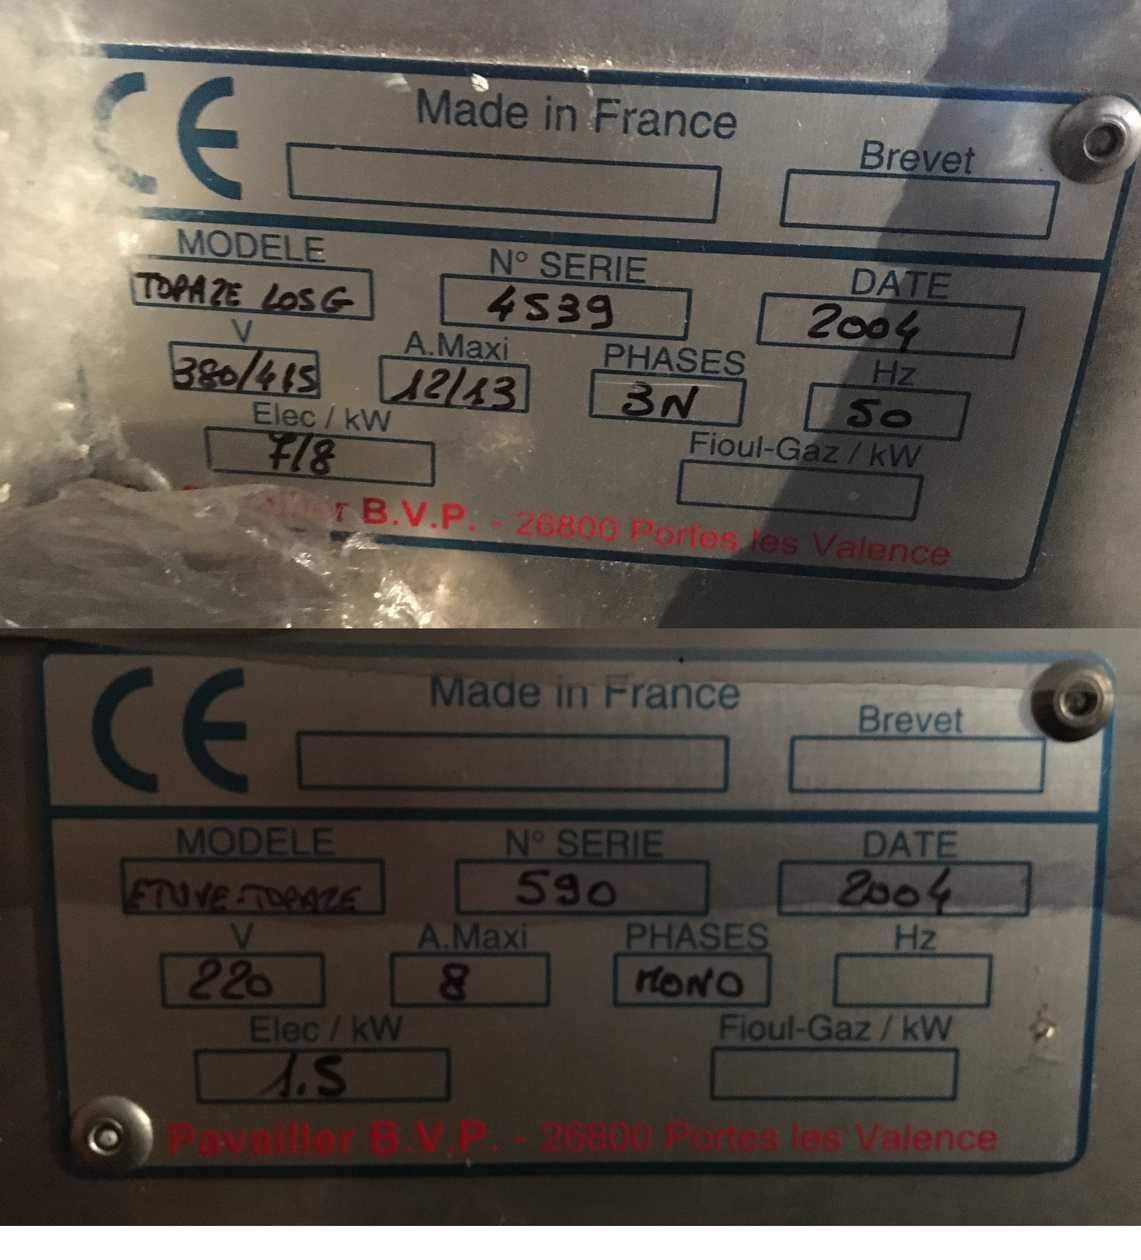 CE
Made in France
Brevet
MODELE N° SERIE DATE
TOPAZE LOSG 4539 2004
V A.Maxi PHASES Hz
380/415 12/13 3N 50
Elec / kW Fioul-Gaz / kW
7/8
B.V.P. - 26800 Portes les Valence
CE
Made in France
Brevet
MODELE N° SERIE DATE
ETUVE-TOPAZE 590 2004
V A.Maxi PHASES Hz
220 8 MONO
Elec / kW Fioul-Gaz / kW
1.5
Pavailler B.V.P. - 26800 Portes les Valence